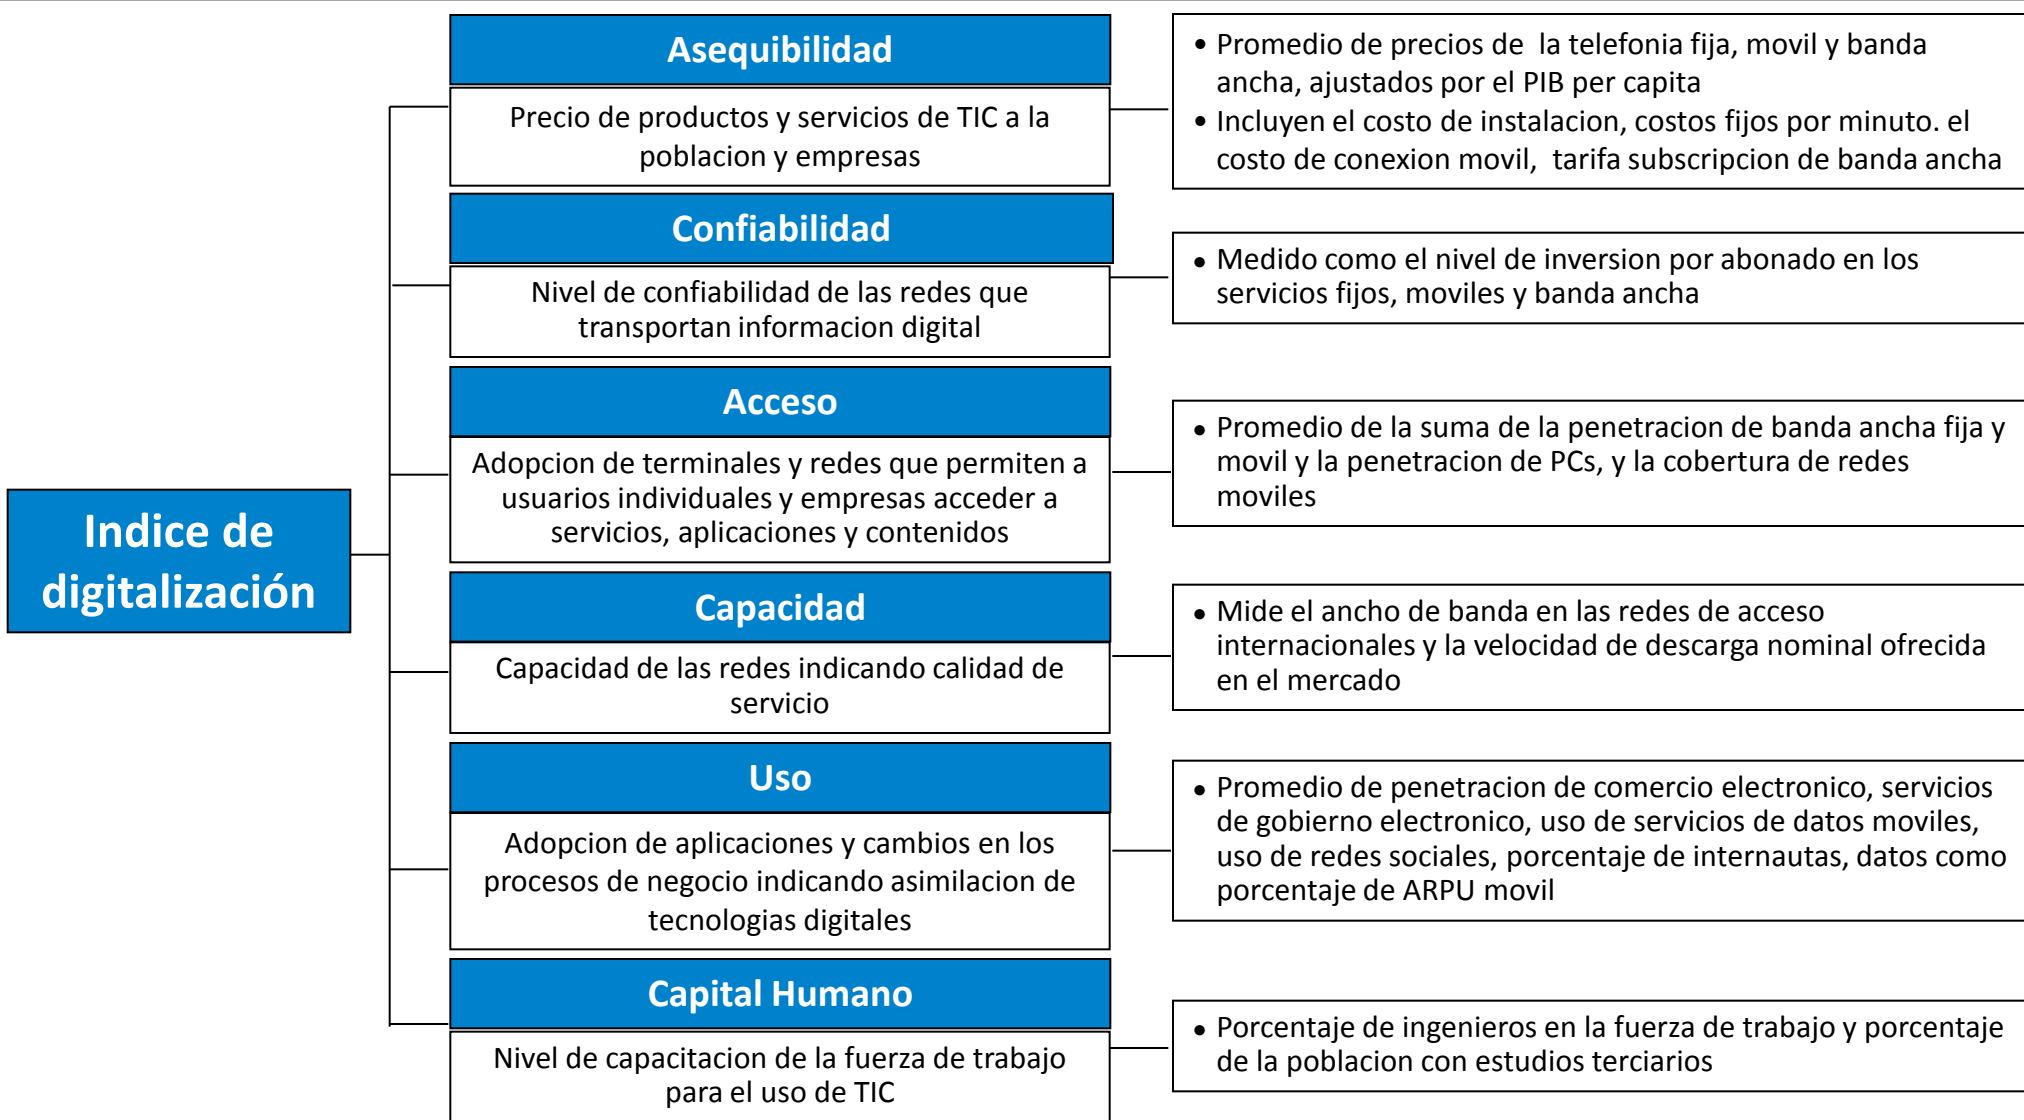 Indice de
digitalización
Asequibilidad
Precio de productos y servicios de TIC a la
poblacion y empresas
• Promedio de precios de la telefonia fija, movil y banda
ancha, ajustados por el PIB per capita
• Incluyen el costo de instalacion, costos fijos por minuto. el
costo de conexion movil, tarifa subscripcion de banda ancha
Confiabilidad
Nivel de confiabilidad de las redes que
transportan informacion digital
• Medido como el nivel de inversion por abonado en los
servicios fijos, moviles y banda ancha
Acceso
Adopcion de terminales y redes que permiten a
usuarios individuales y empresas acceder a
servicios, aplicaciones y contenidos
• Promedio de la suma de la penetracion de banda ancha fija y
movil y la penetracion de PCs, y la cobertura de redes
moviles
Capacidad
Capacidad de las redes indicando calidad de
servicio
• Mide el ancho de banda en las redes de acceso
internacionales y la velocidad de descarga nominal ofrecida
en el mercado
Uso
Adopcion de aplicaciones y cambios en los
procesos de negocio indicando asimilacion de
tecnologias digitales
• Promedio de penetracion de comercio electronico, servicios
de gobierno electronico, uso de servicios de datos moviles,
uso de redes sociales, porcentaje de internautas, datos como
porcentaje de ARPU movil
Capital Humano
Nivel de capacitacion de la fuerza de trabajo
para el uso de TIC
• Porcentaje de ingenieros en la fuerza de trabajo y porcentaje
de la poblacion con estudios terciarios